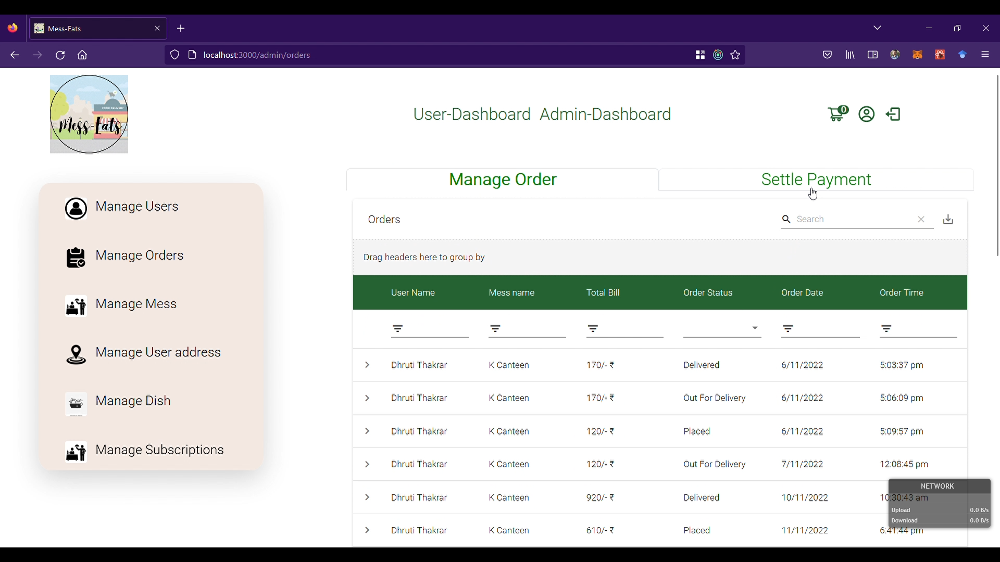 Mess-Eats
localhost:3000/admin/orders
FOOD DELIVERY
Mess-Eats
User-Dashboard Admin-Dashboard
0
Manage Order
Settle Payment
Manage Users
Manage Orders
Manage Mess
Manage User address
Manage Dish
Manage Subscriptions
Orders
Search
Drag headers here to group by
User Name Mess name Total Bill Order Status Order Date Order Time
Dhruti Thakrar K Canteen 170/- ₹ Delivered 6/11/2022 5:03:37 pm
Dhruti Thakrar K Canteen 170/- ₹ Out For Delivery 6/11/2022 5:06:09 pm
Dhruti Thakrar K Canteen 120/- ₹ Placed 6/11/2022 5:09:57 pm
Dhruti Thakrar K Canteen 120/- ₹ Out For Delivery 7/11/2022 12:08:45 pm
Dhruti Thakrar K Canteen 920/- ₹ Delivered 10/11/2022 10:30:43 am
Dhruti Thakrar K Canteen 610/- ₹ Placed 11/11/2022 6:41:44 pm
NETWORK
Upload 0.0 B/s
Download 0.0 B/s